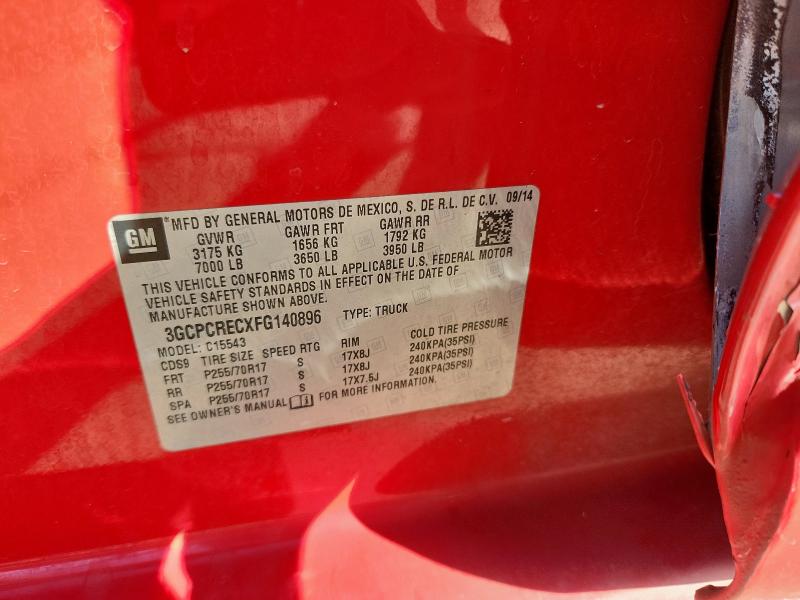 GM ® MFD BY GENERAL MOTORS DE MEXICO, S. DE R.L. DE C.V. 09/14
GVWR GAWR FRT GAWR RR
3175 KG 1656 KG 1792 KG
7000 LB 3650 LB 3950 LB
THIS VEHICLE CONFORMS TO ALL APPLICABLE U.S. FEDERAL MOTOR
VEHICLE SAFETY STANDARDS IN EFFECT ON THE DATE OF
MANUFACTURE SHOWN ABOVE.
3GCPCRECXFG140896 TYPE: TRUCK
MODEL: C15543
CDS9 TIRE SIZE SPEED RTG RIM COLD TIRE PRESSURE
FRT P255/70R17 S 17X8J 240KPA(35PSI)
RR P255/70R17 S 17X8J 240KPA(35PSI)
SPA P255/70R17 S 17X7.5J 240KPA(35PSI)
SEE OWNER'S MANUAL FOR MORE INFORMATION.